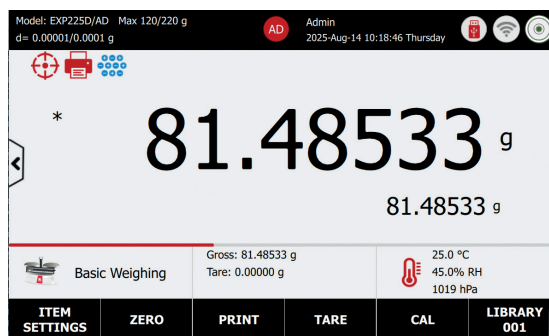 Model: EXP225D/AD Max 120/220 g
d= 0.00001/0.0001 g
AD
Admin
2025-Aug-14 10:18:46 Thursday
* 81.48533 g
81.48533 g
Basic Weighing
Gross: 81.48533 g
Tare: 0.00000 g
25.0 °C
45.0% RH
1019 hPa
ITEM
SETTINGS
ZERO
PRINT
TARE
CAL
LIBRARY
001